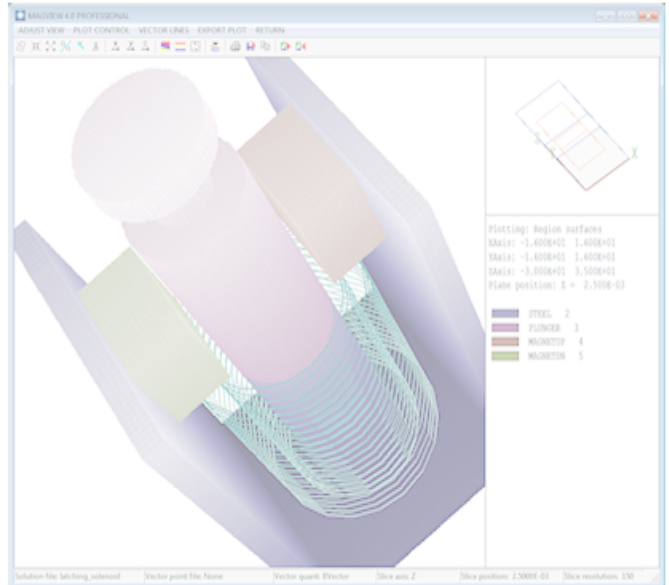 MAGVIEW 4.0 PROFESSIONAL
ADJUST VIEW PLOT CONTROL VECTOR LINES EXPORT PLOT RETURN
Plotting: Region surfaces
XAxis: -1.600E+01 1.600E+01
YAxis: -1.600E+01 1.600E+01
ZAxis: -3.000E+01 3.500E+01
Plane position: Z = 2.500E-03
STEEL 2
PLUNGER 3
MAGNETUP 4
MAGNETDN 5
Solution file: latching_solenoid Vector point file: None Vector quant: BVector Slice axis: Z Slice position: 2.5000E-03 Slice resolution: 150